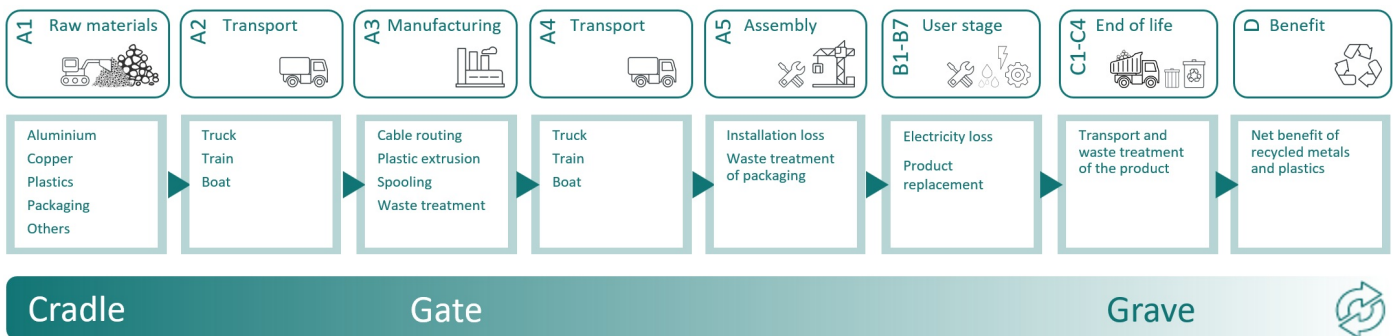 A1 Raw materials
A2 Transport
A3 Manufacturing
A4 Transport
A5 Assembly
B1-B7 User stage
C1-C4 End of life
D Benefit
Aluminium
Copper
Plastics
Packaging
Others
Truck
Train
Boat
Cable routing
Plastic extrusion
Spooling
Waste treatment
Truck
Train
Boat
Installation loss
Waste treatment
of packaging
Electricity loss
Product
replacement
Transport and
waste treatment
of the product
Net benefit of
recycled metals
and plastics
Cradle
Gate
Grave